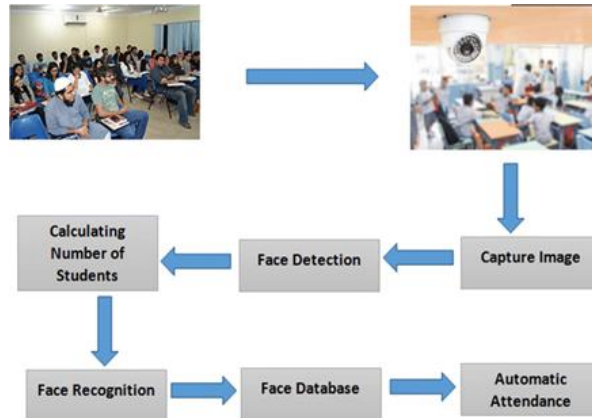 Capture Image
Face Detection
Calculating
Number of
Students
Face Recognition
Face Database
Automatic
Attendance